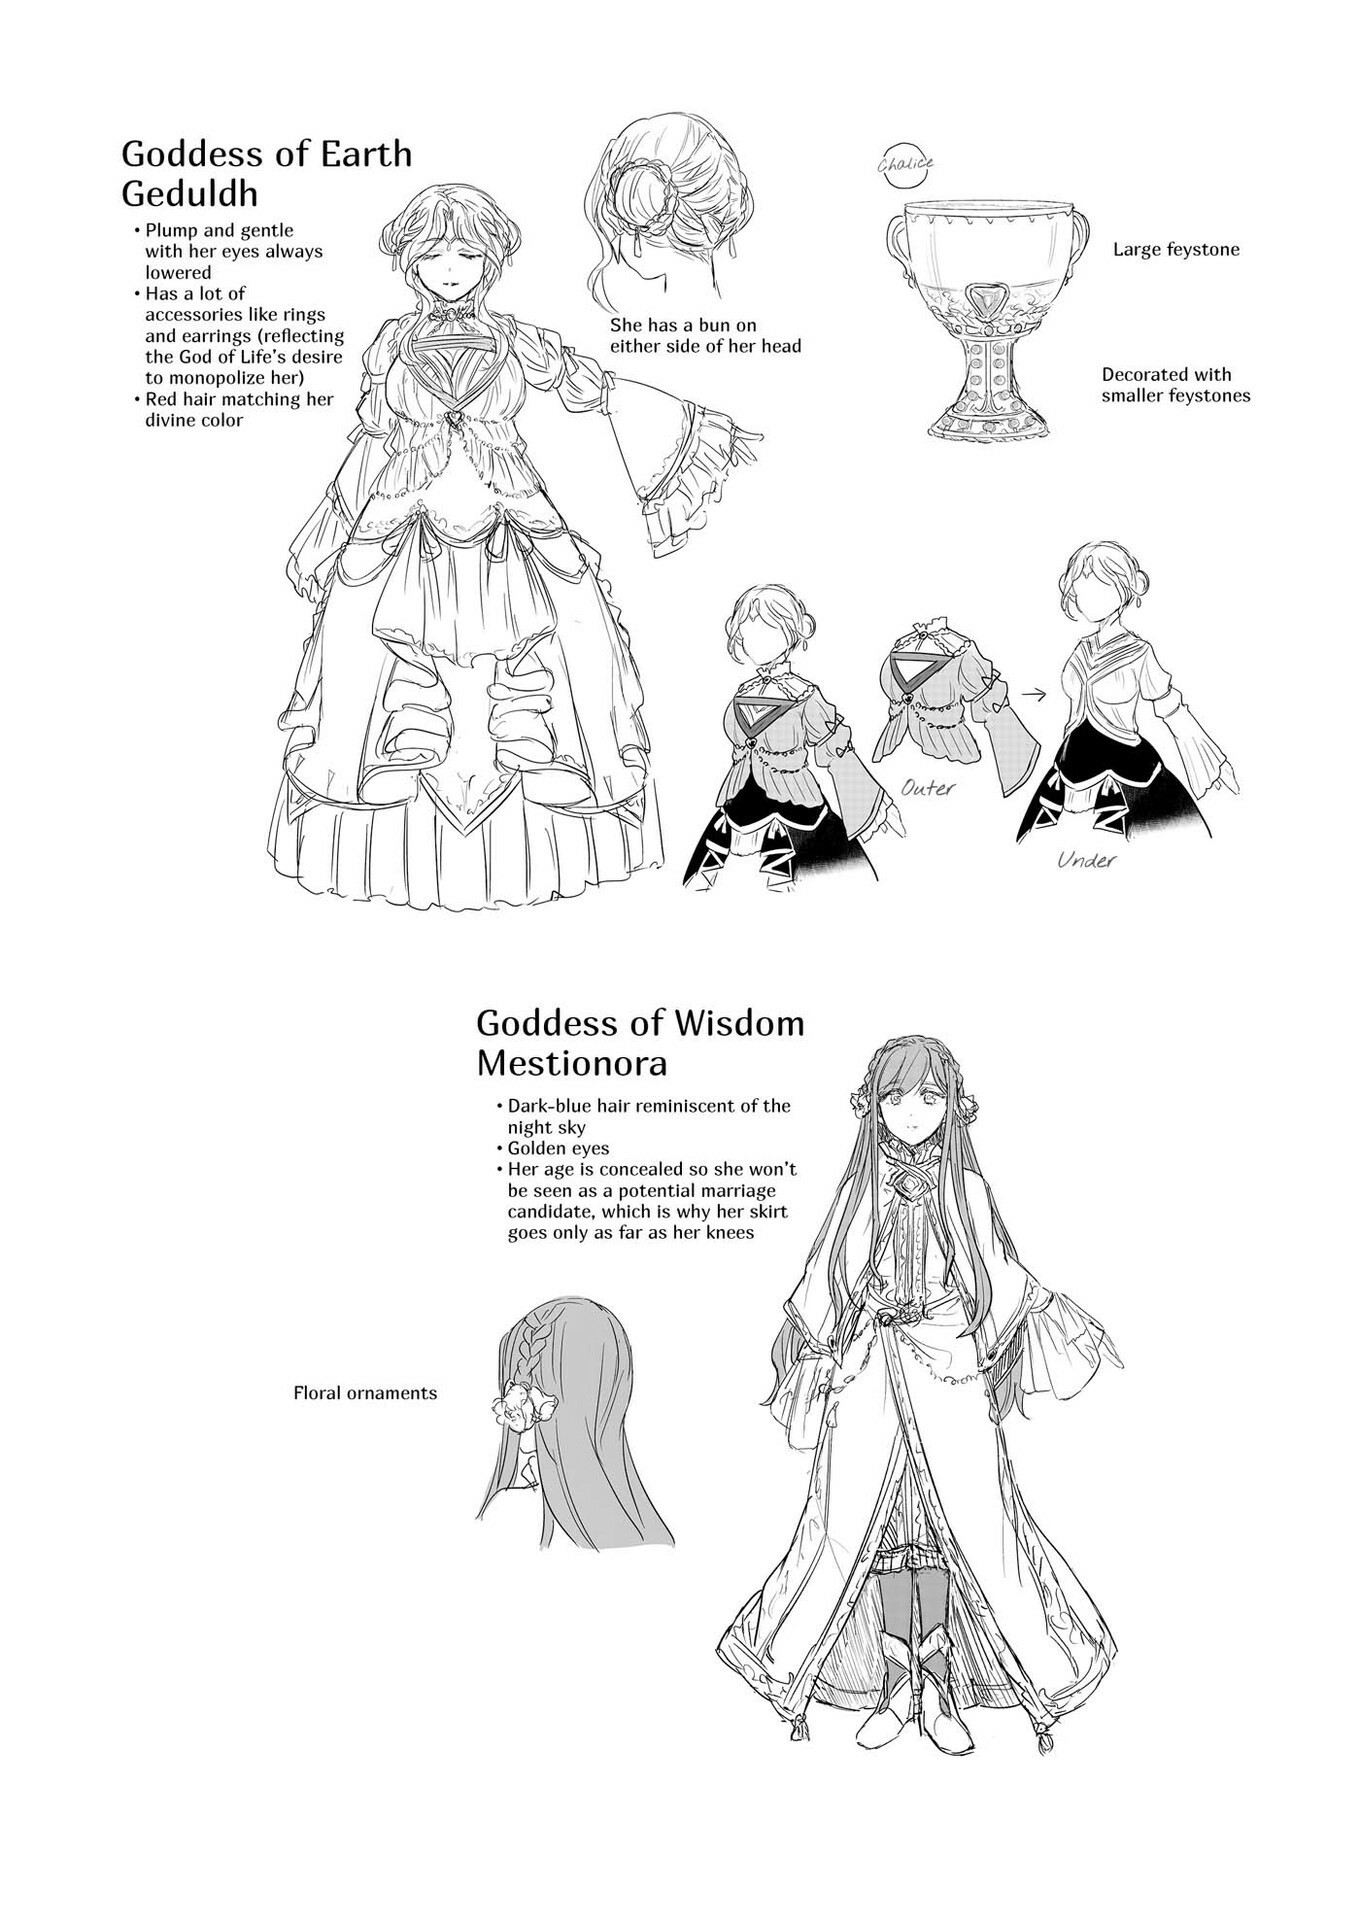 Goddess of Earth
Geduldh
• Plump and gentle
with her eyes always
lowered
• Has a lot of
accessories like rings
and earrings (reflecting
the God of Life's desire
to monopolize her)
• Red hair matching her
divine color
She has a bun on
either side of her head
Chalice
Large feystone
Decorated with
smaller feystones
Outer
Under
Goddess of Wisdom
Mestionora
• Dark-blue hair reminiscent of the
night sky
• Golden eyes
• Her age is concealed so she won't
be seen as a potential marriage
candidate, which is why her skirt
goes only as far as her knees
Floral ornaments